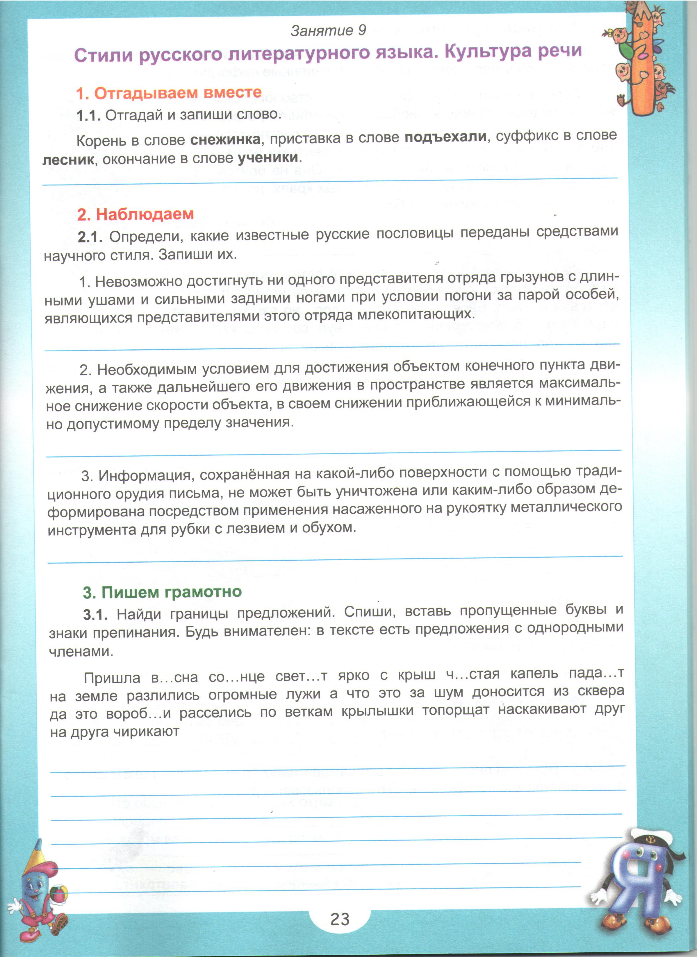 Занятие 9
Стили русского литературного языка. Культура речи
1. Отгадываем вместе
1.1. Отгадай и запиши слово.
Корень в слове снежинка, приставка в слове подъехали, суффикс в слове
лесник, окончание в слове ученики.
2. Наблюдаем
2.1. Определи, какие известные русские пословицы переданы средствами
научного стиля. Запиши их.
1. Невозможно достигнуть ни одного представителя отряда грызунов с длин-
ными ушами и сильными задними ногами при условии погони за парой особей,
являющихся представителями этого отряда млекопитающих.
2. Необходимым условием для достижения объектом конечного пункта дви-
жения, а также дальнейшего его движения в пространстве является максималь-
ное снижение скорости объекта, в своем снижении приближающейся к минималь-
но допустимому пределу значения.
3. Информация, сохранённая на какой-либо поверхности с помощью тради-
ционного орудия письма, не может быть уничтожена или каким-либо образом де-
формирована посредством применения насаженного на рукоятку металлического
инструмента для рубки с лезвием и обухом.
3. Пишем грамотно
3.1. Найди границы предложений. Спиши, вставь пропущенные буквы и
знаки препинания. Будь внимателен: в тексте есть предложения с однородными
членами.
Пришла в...сна со...нце свет...т ярко с крыш ч...стая капель пада...т
на земле разлились огромные лужи а что это за шум доносится из сквера
да это вороб...и расселись по веткам крылышки топорщат наскакивают друг
на друга чирикают
23
Я